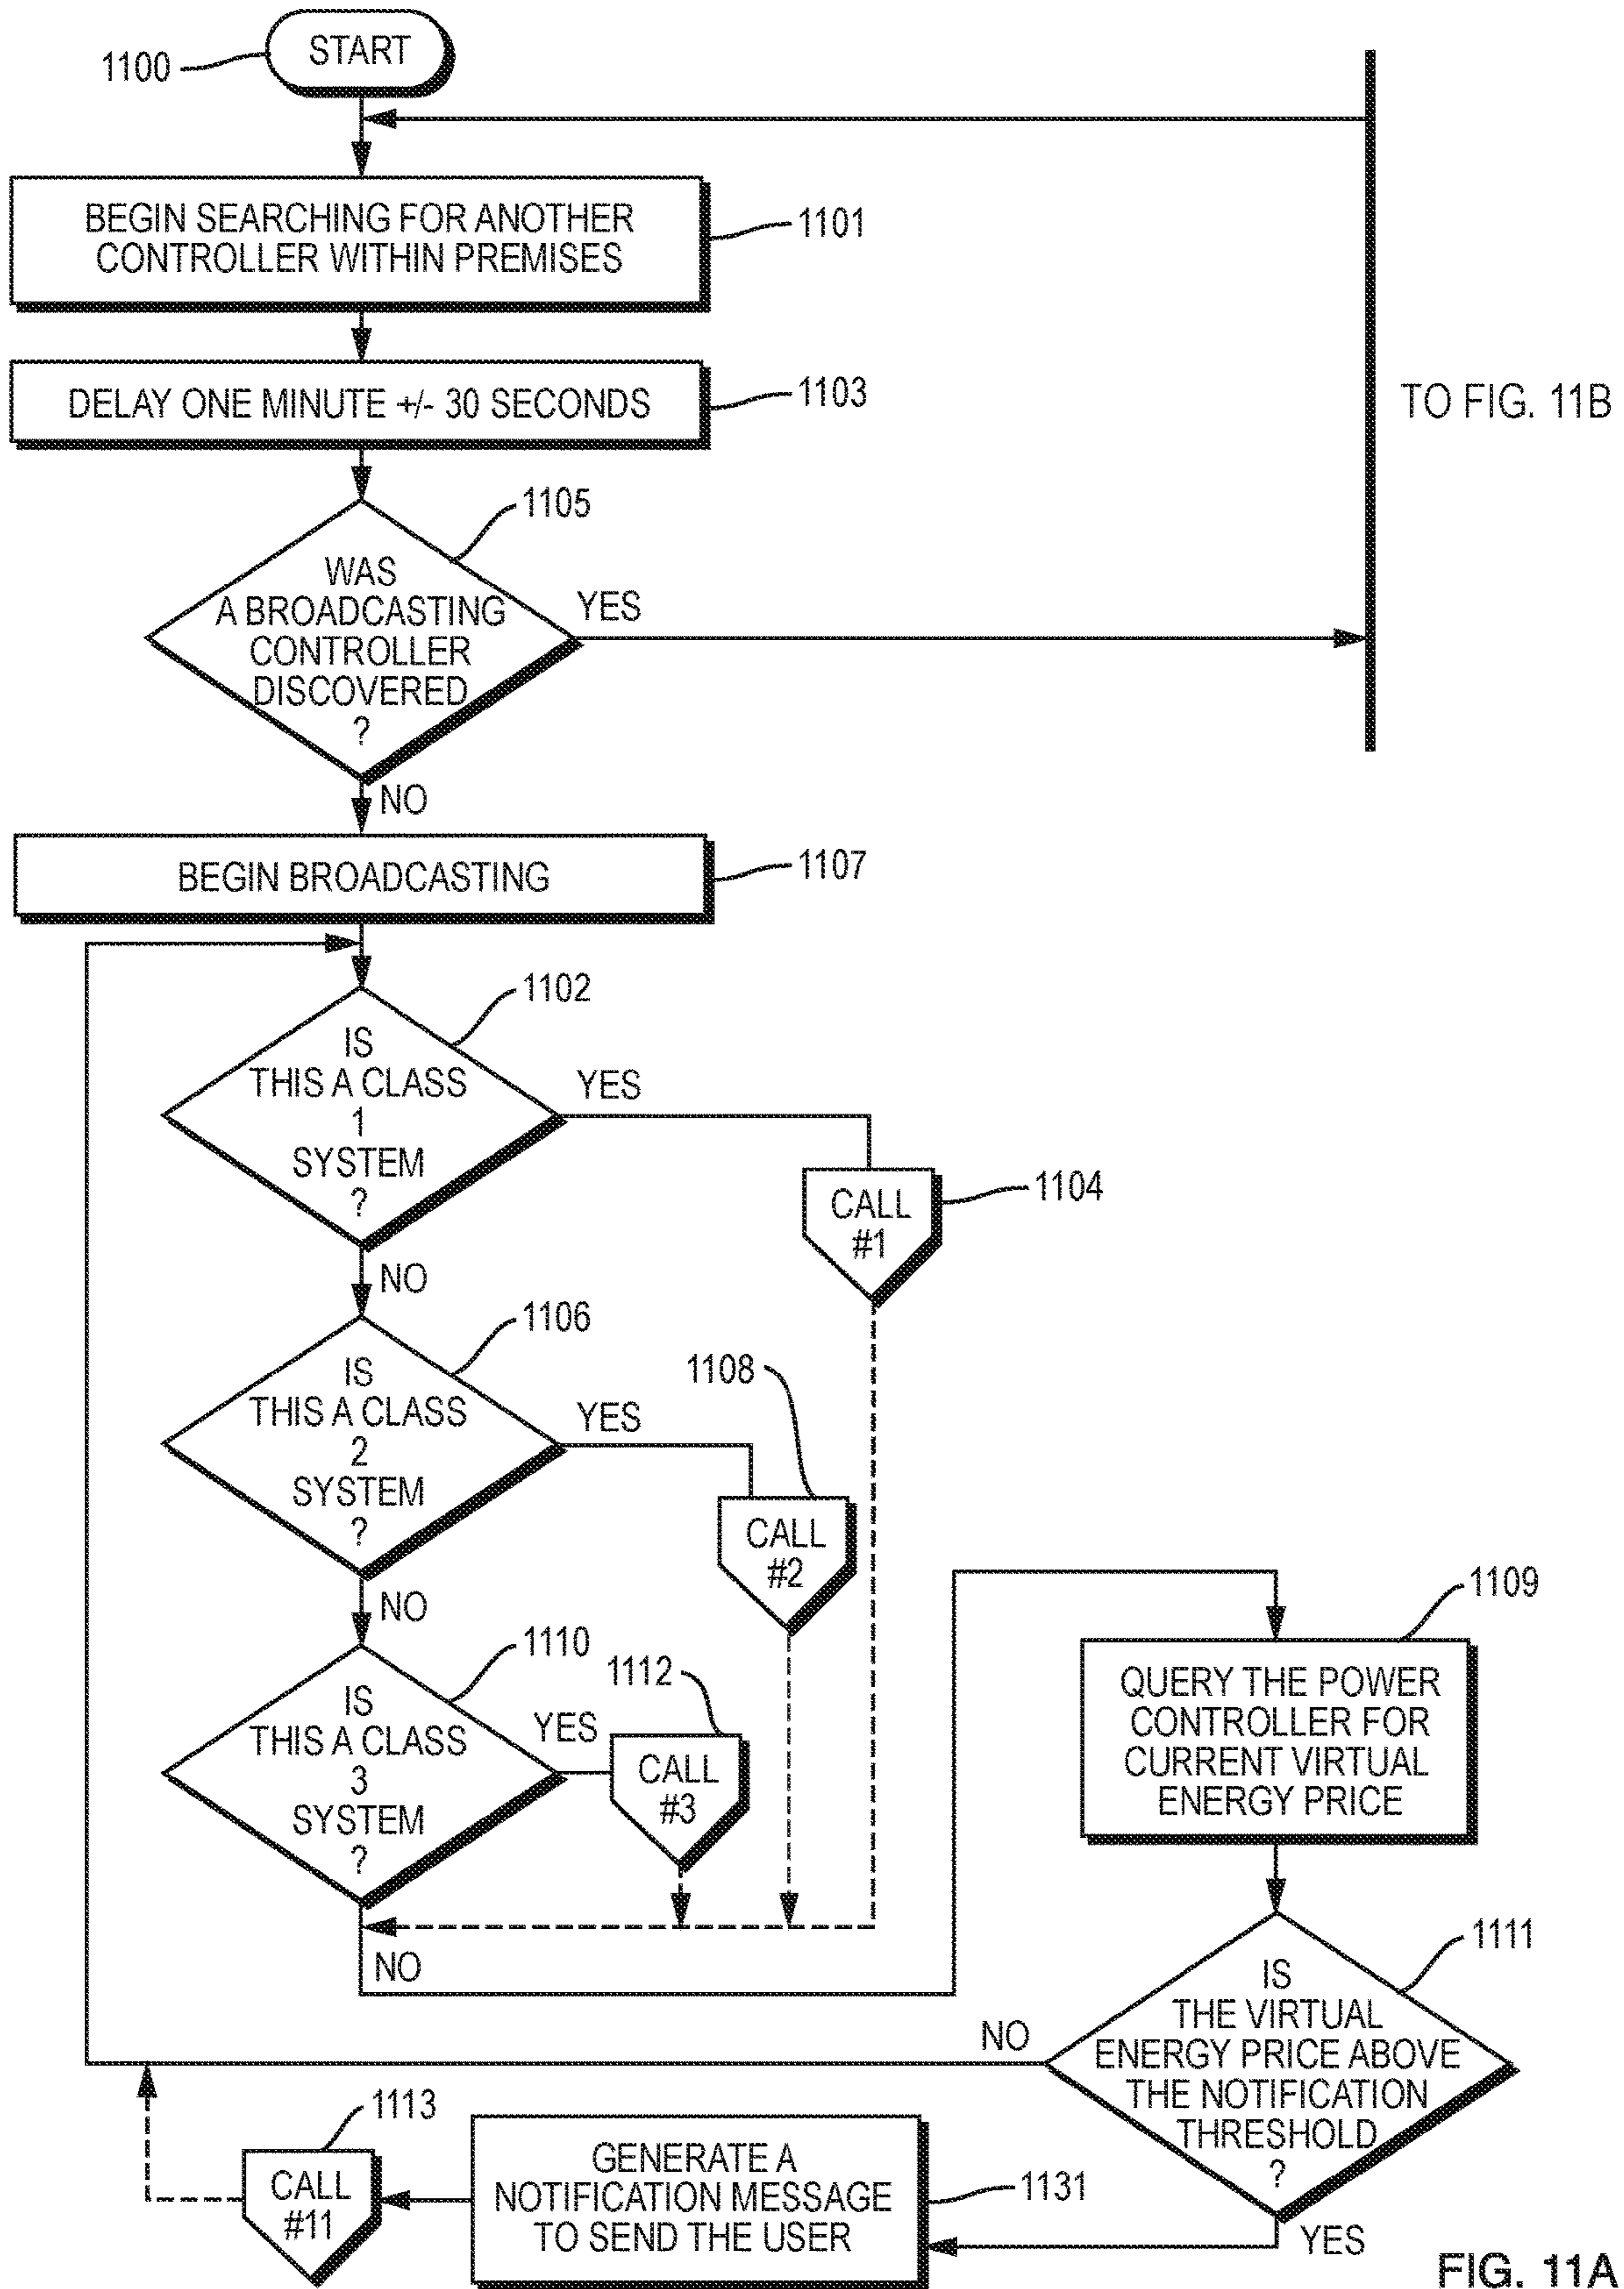 START
1100
BEGIN SEARCHING FOR ANOTHER
CONTROLLER WITHIN PREMISES
1101
DELAY ONE MINUTE +/- 30 SECONDS
1103
TO FIG. 11B
1105
WAS
A BROADCASTING
CONTROLLER
DISCOVERED
?
YES
NO
BEGIN BROADCASTING
1107
1102
IS
THIS A CLASS
1
SYSTEM
?
YES
CALL
#1
1104
NO
1106
IS
THIS A CLASS
2
SYSTEM
?
YES
1108
CALL
#2
NO
1110
IS
THIS A CLASS
3
SYSTEM
?
YES
1112
CALL
#3
NO
1109
QUERY THE POWER
CONTROLLER FOR
CURRENT VIRTUAL
ENERGY PRICE
1111
IS
THE VIRTUAL
ENERGY PRICE ABOVE
THE NOTIFICATION
THRESHOLD
?
NO
YES
GENERATE A
NOTIFICATION MESSAGE
TO SEND THE USER
1131
1113
CALL
#11
FIG. 11A